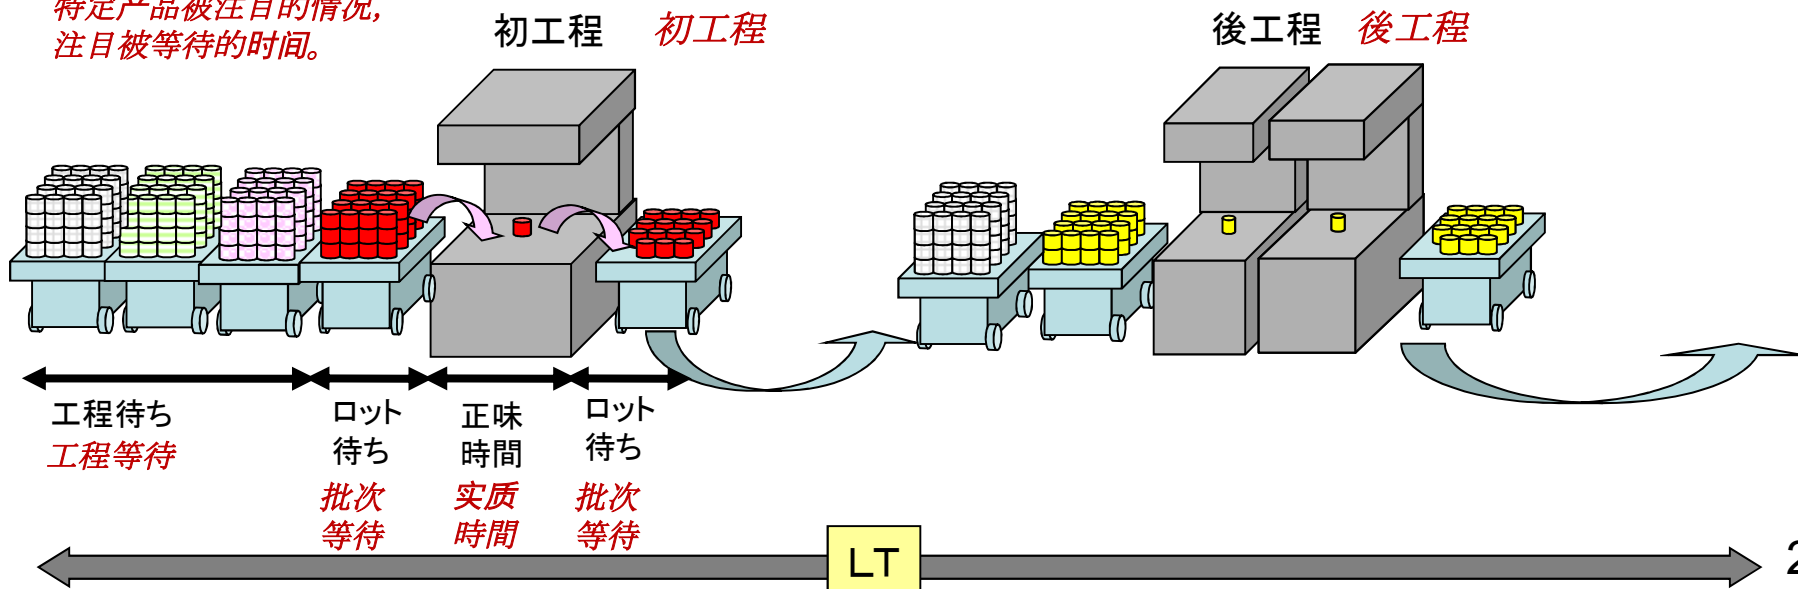 特定产品被注目的情况，
注目被等待的时间。
初工程 初工程
後工程 後工程
工程待ち
工程等待
ロット
待ち
批次
等待
正味
時間
实质
時間
ロット
待ち
批次
等待
LT
2